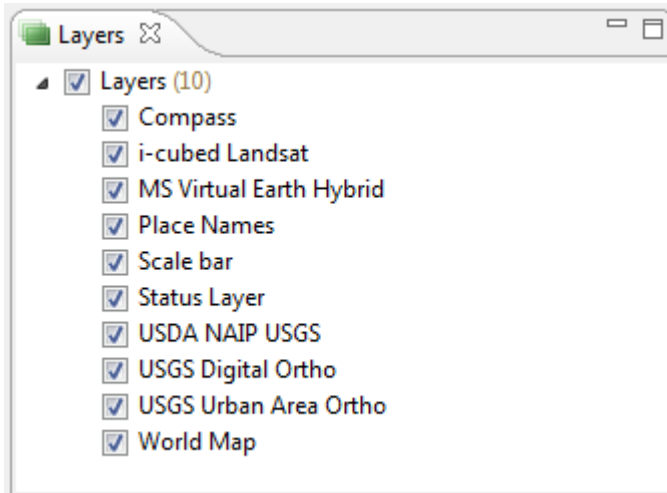 Layers
Layers (10)
Compass
i-cubed Landsat
MS Virtual Earth Hybrid
Place Names
Scale bar
Status Layer
USDA NAIP USGS
USGS Digital Ortho
USGS Urban Area Ortho
World Map